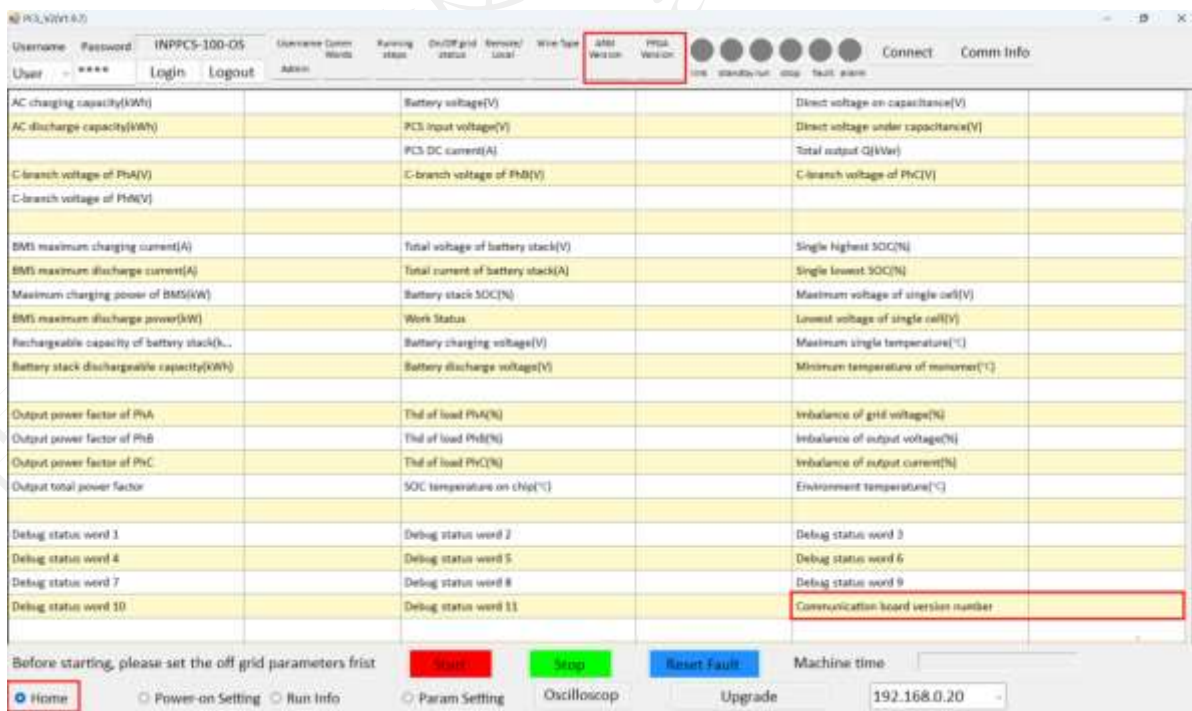 PCS_V2(V1.0.7)
Username Password INPPCS-100-OS Username Comm Words Running steps On/Off grid status Remote/Local Wire Type ARM Version FPGA Version Connect Comm Info
User **** Login Logout Admin link standby run stop fault alarm
AC charging capacity(kWh) Battery voltage(V) Direct voltage on capacitance(V)
AC discharge capacity(kWh) PCS input voltage(V) Direct voltage under capacitance(V)
PCS DC current(A) Total output Q(kVar)
C-branch voltage of PhA(V) C-branch voltage of PhB(V) C-branch voltage of PhC(V)
C-branch voltage of PhN(V)
BMS maximum charging current(A) Total voltage of battery stack(V) Single highest SOC(%)
BMS maximum discharge current(A) Total current of battery stack(A) Single lowest SOC(%)
Maximum charging power of BMS(kW) Battery stack SOC(%) Maximum voltage of single cell(V)
BMS maximum discharge power(kW) Work Status Lowest voltage of single cell(V)
Rechargeable capacity of battery stack(k... Battery charging voltage(V) Maximum single temperature(℃)
Battery stack dischargeable capacity(kWh) Battery discharge voltage(V) Minimum temperature of monomer(℃)
Output power factor of PhA Thd of load PhA(%) Imbalance of grid voltage(%)
Output power factor of PhB Thd of load PhB(%) Imbalance of output voltage(%)
Output power factor of PhC Thd of load PhC(%) Imbalance of output current(%)
Output total power factor SOC temperature on chip(℃) Environment temperature(℃)
Debug status word 1 Debug status word 2 Debug status word 3
Debug status word 4 Debug status word 5 Debug status word 6
Debug status word 7 Debug status word 8 Debug status word 9
Debug status word 10 Debug status word 11 Communication board version number
Before starting, please set the off grid parameters frist Start Stop Reset Fault Machine time
Home Power-on Setting Run Info Param Setting Oscilloscop Upgrade 192.168.0.20